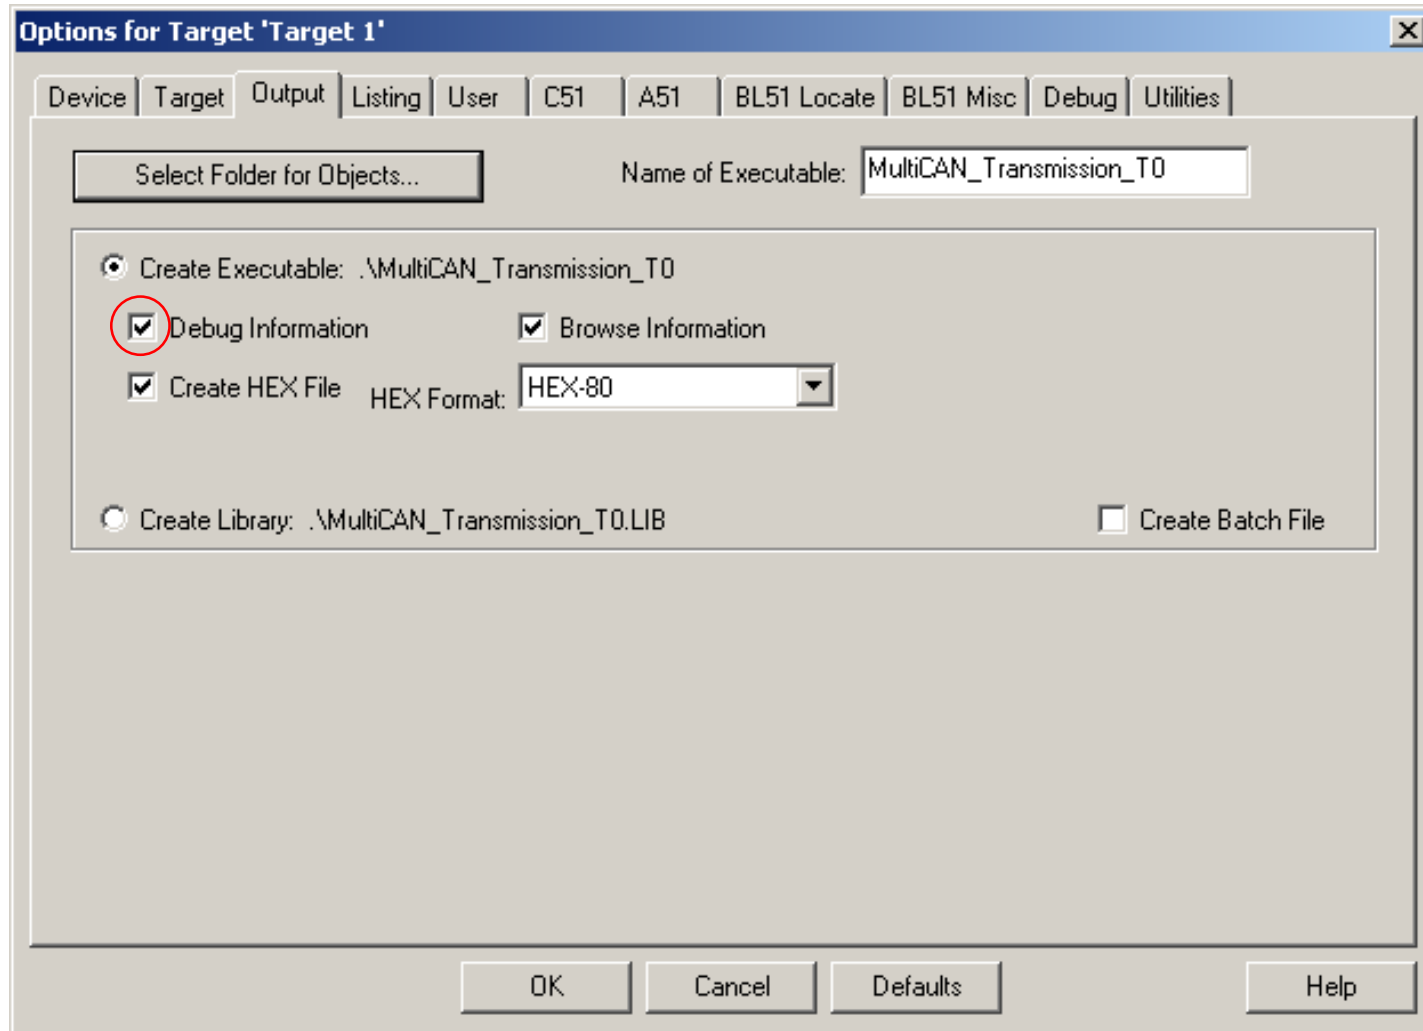 Options for Target 'Target 1'
Device Target Output Listing User C51 A51 BL51 Locate BL51 Misc Debug Utilities
Select Folder for Objects... Name of Executable: MultiCAN_Transmission_T0
Create Executable: .\MultiCAN_Transmission_T0
Debug Information Browse Information
Create HEX File HEX Format: HEX-80
Create Library: .\MultiCAN_Transmission_T0.LIB Create Batch File
OK Cancel Defaults Help